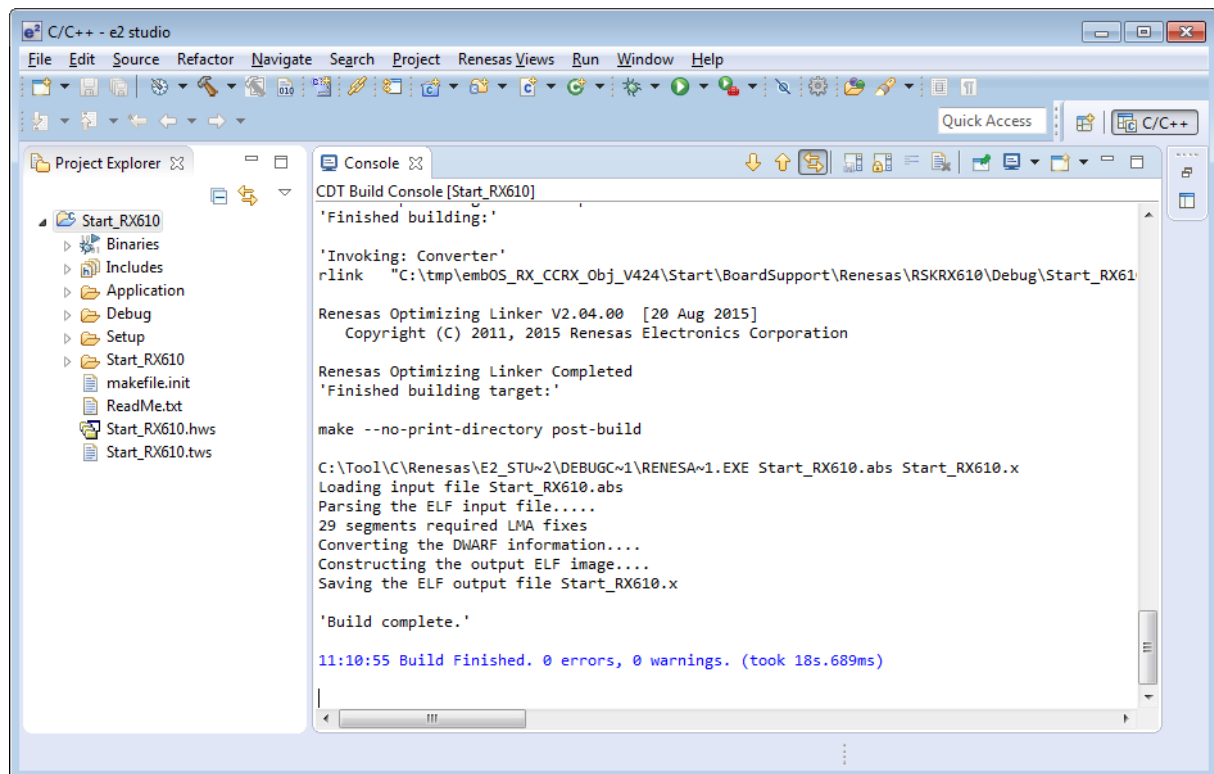 C/C++ - e2 studio
File Edit Source Refactor Navigate Search Project Renesas Views Run Window Help
Quick Access
C/C++
Project Explorer
Start_RX610
Binaries
Includes
Application
Debug
Setup
Start_RX610
makefile.init
ReadMe.txt
Start_RX610.hws
Start_RX610.tws
Console
CDT Build Console [Start_RX610]
'Finished building:'
'Invoking: Converter'
rlink "C:\tmp\embOS_RX_CCRX_Obj_V424\Start\BoardSupport\Renesas\RSKRX610\Debug\Start_RX61
Renesas Optimizing Linker V2.04.00 [20 Aug 2015]
Copyright (C) 2011, 2015 Renesas Electronics Corporation
Renesas Optimizing Linker Completed
'Finished building target:'
make --no-print-directory post-build
C:\Tool\C\Renesas\E2_STU~2\DEBUGC~1\RENESA~1.EXE Start_RX610.abs Start_RX610.x
Loading input file Start_RX610.abs
Parsing the ELF input file.....
29 segments required LMA fixes
Converting the DWARF information....
Constructing the output ELF image....
Saving the ELF output file Start_RX610.x
'Build complete.'
11:10:55 Build Finished. 0 errors, 0 warnings. (took 18s.689ms)